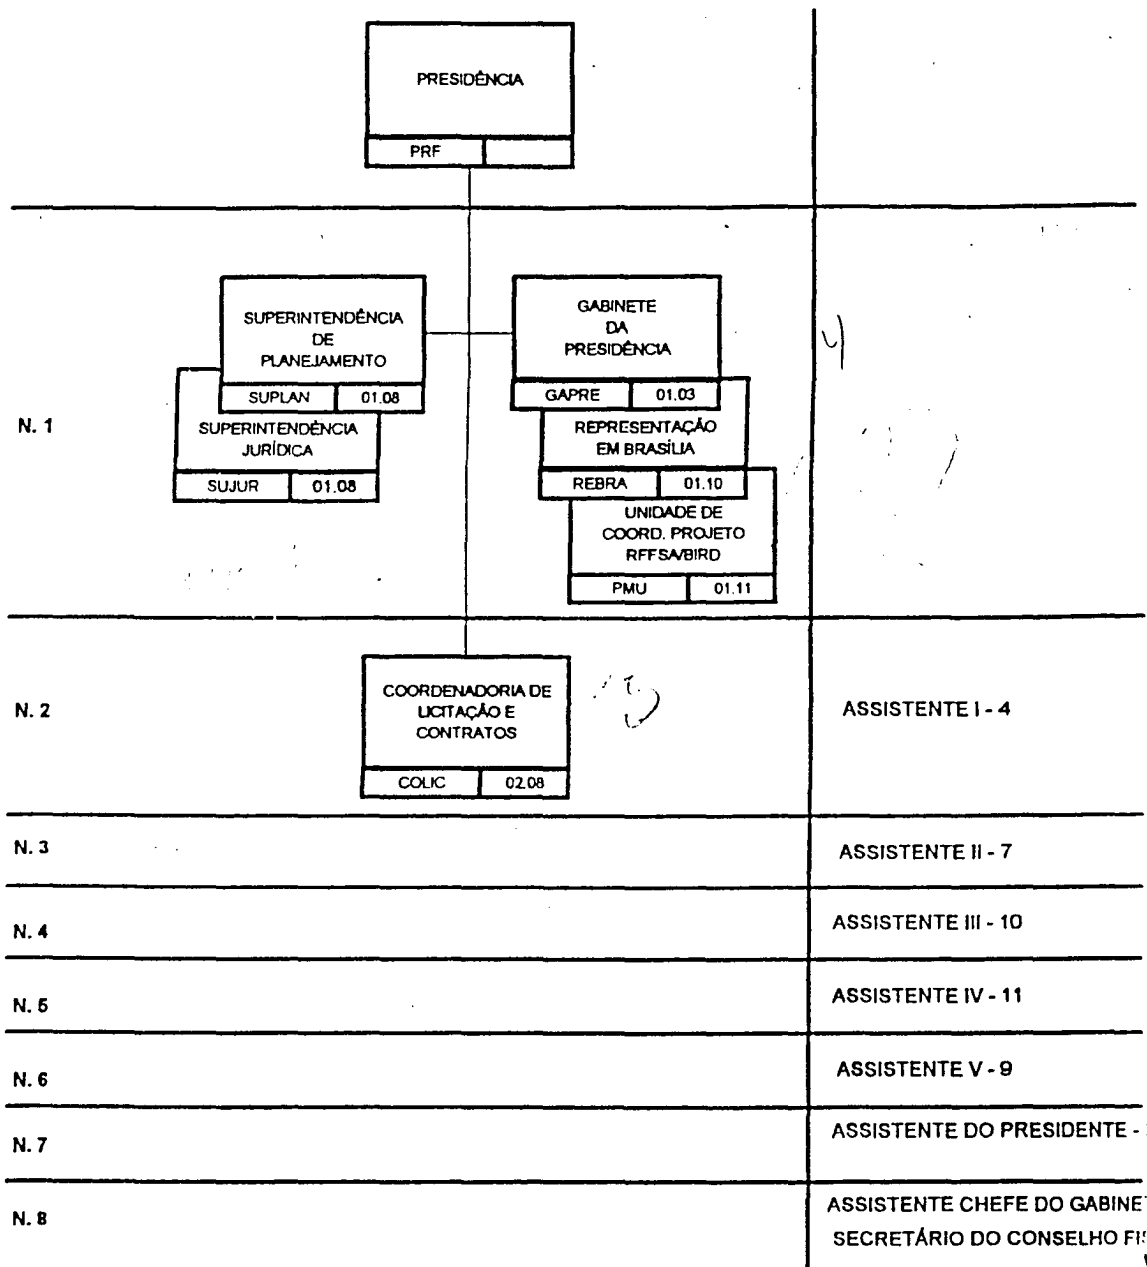 PRESIDÊNCIA
PRF
N. 1
SUPERINTENDÊNCIA
DE
PLANEJAMENTO
SUPLAN 01.08
SUPERINTENDÊNCIA
JURÍDICA
SUJUR 01.08
GABINETE
DA
PRESIDÊNCIA
GAPRE 01.03
REPRESENTAÇÃO
EM BRASÍLIA
REBRA 01.10
UNIDADE DE
COORD. PROJETO
RFFSA/BIRD
PMU 01.11
N. 2
COORDENADORIA DE
LICITAÇÃO E
CONTRATOS
COLIC 02.08
ASSISTENTE I - 4
N. 3
ASSISTENTE II - 7
N. 4
ASSISTENTE III - 10
N. 5
ASSISTENTE IV - 11
N. 6
ASSISTENTE V - 9
N. 7
ASSISTENTE DO PRESIDENTE -
N. 8
ASSISTENTE CHEFE DO
SECRETÁRIO DO CONSELHO